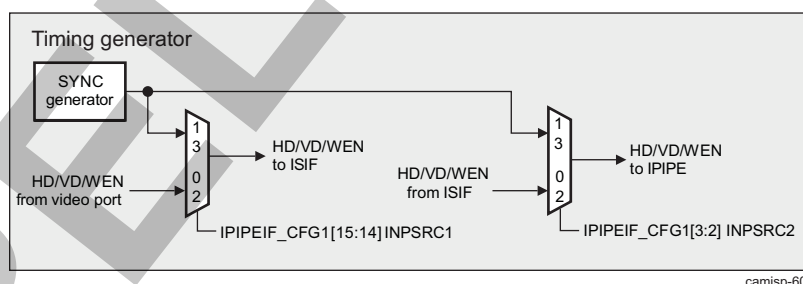 Timing generator
SYNC
generator
1
3
0
2
HD/VD/WEN
to ISIF
HD/VD/WEN
from video port
IPIPEIF_CFG1[15:14] INPSRC1
1
3
0
2
HD/VD/WEN
to IPIPE
HD/VD/WEN
from ISIF
IPIPEIF_CFG1[3:2] INPSRC2